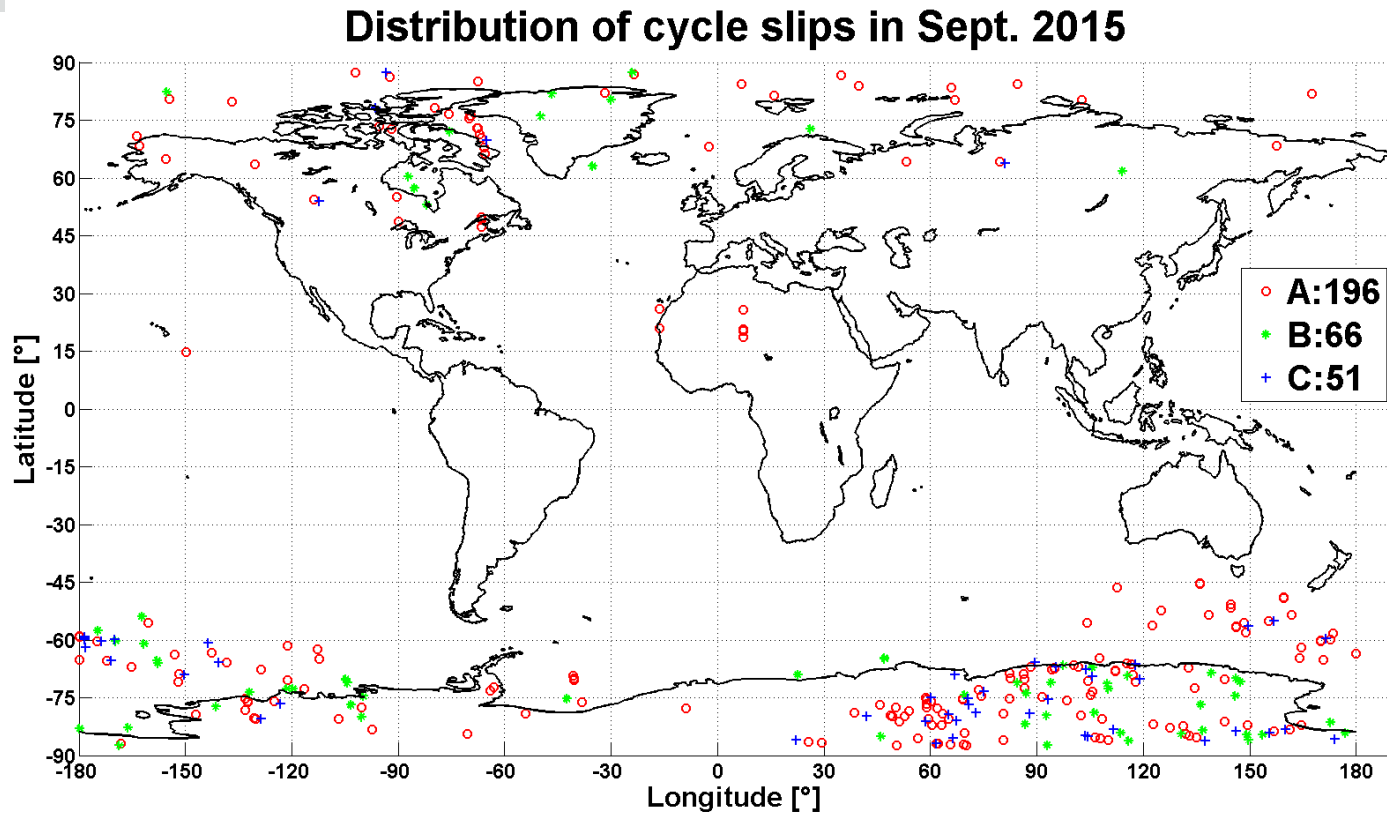 Distribution of cycle slips in Sept. 2015
90
75
60
45
30
15
0
-15
-30
-45
-60
-75
-90
-180 -150 -120 -90 -60 -30 0 30 60 90 120 150 180
Latitude [°]
Longitude [°]
A:196
B:66
C:51